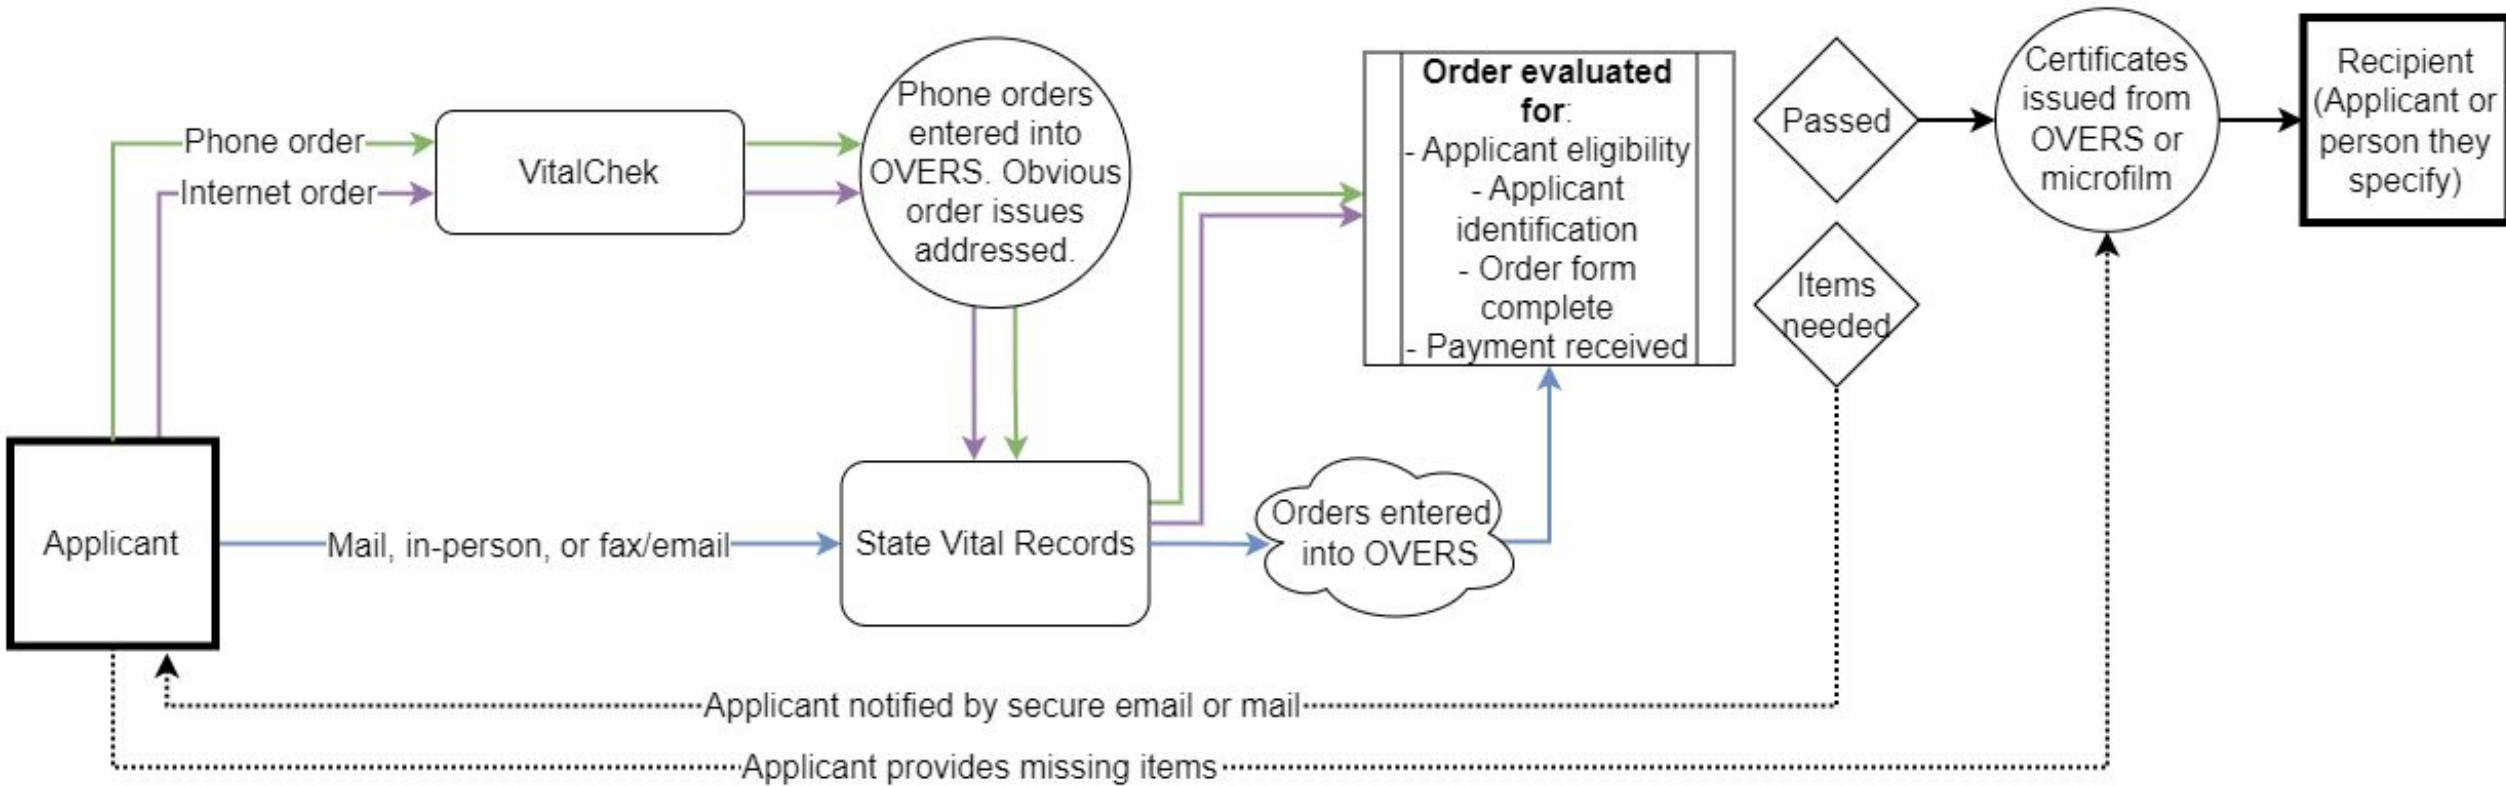 Phone order
Internet order
VitalChek
Phone orders
entered into
OVERS. Obvious
order issues
addressed.
Order evaluated
for:
- Applicant eligibility
- Applicant
identification
- Order form
complete
- Payment received
Passed
Items
needed
Certificates
issued from
OVERS or
microfilm
Recipient
(Applicant or
person they
specify)
Applicant
Mail, in-person, or fax/email
State Vital Records
Orders entered
into OVERS
Applicant notified by secure email or mail
Applicant provides missing items